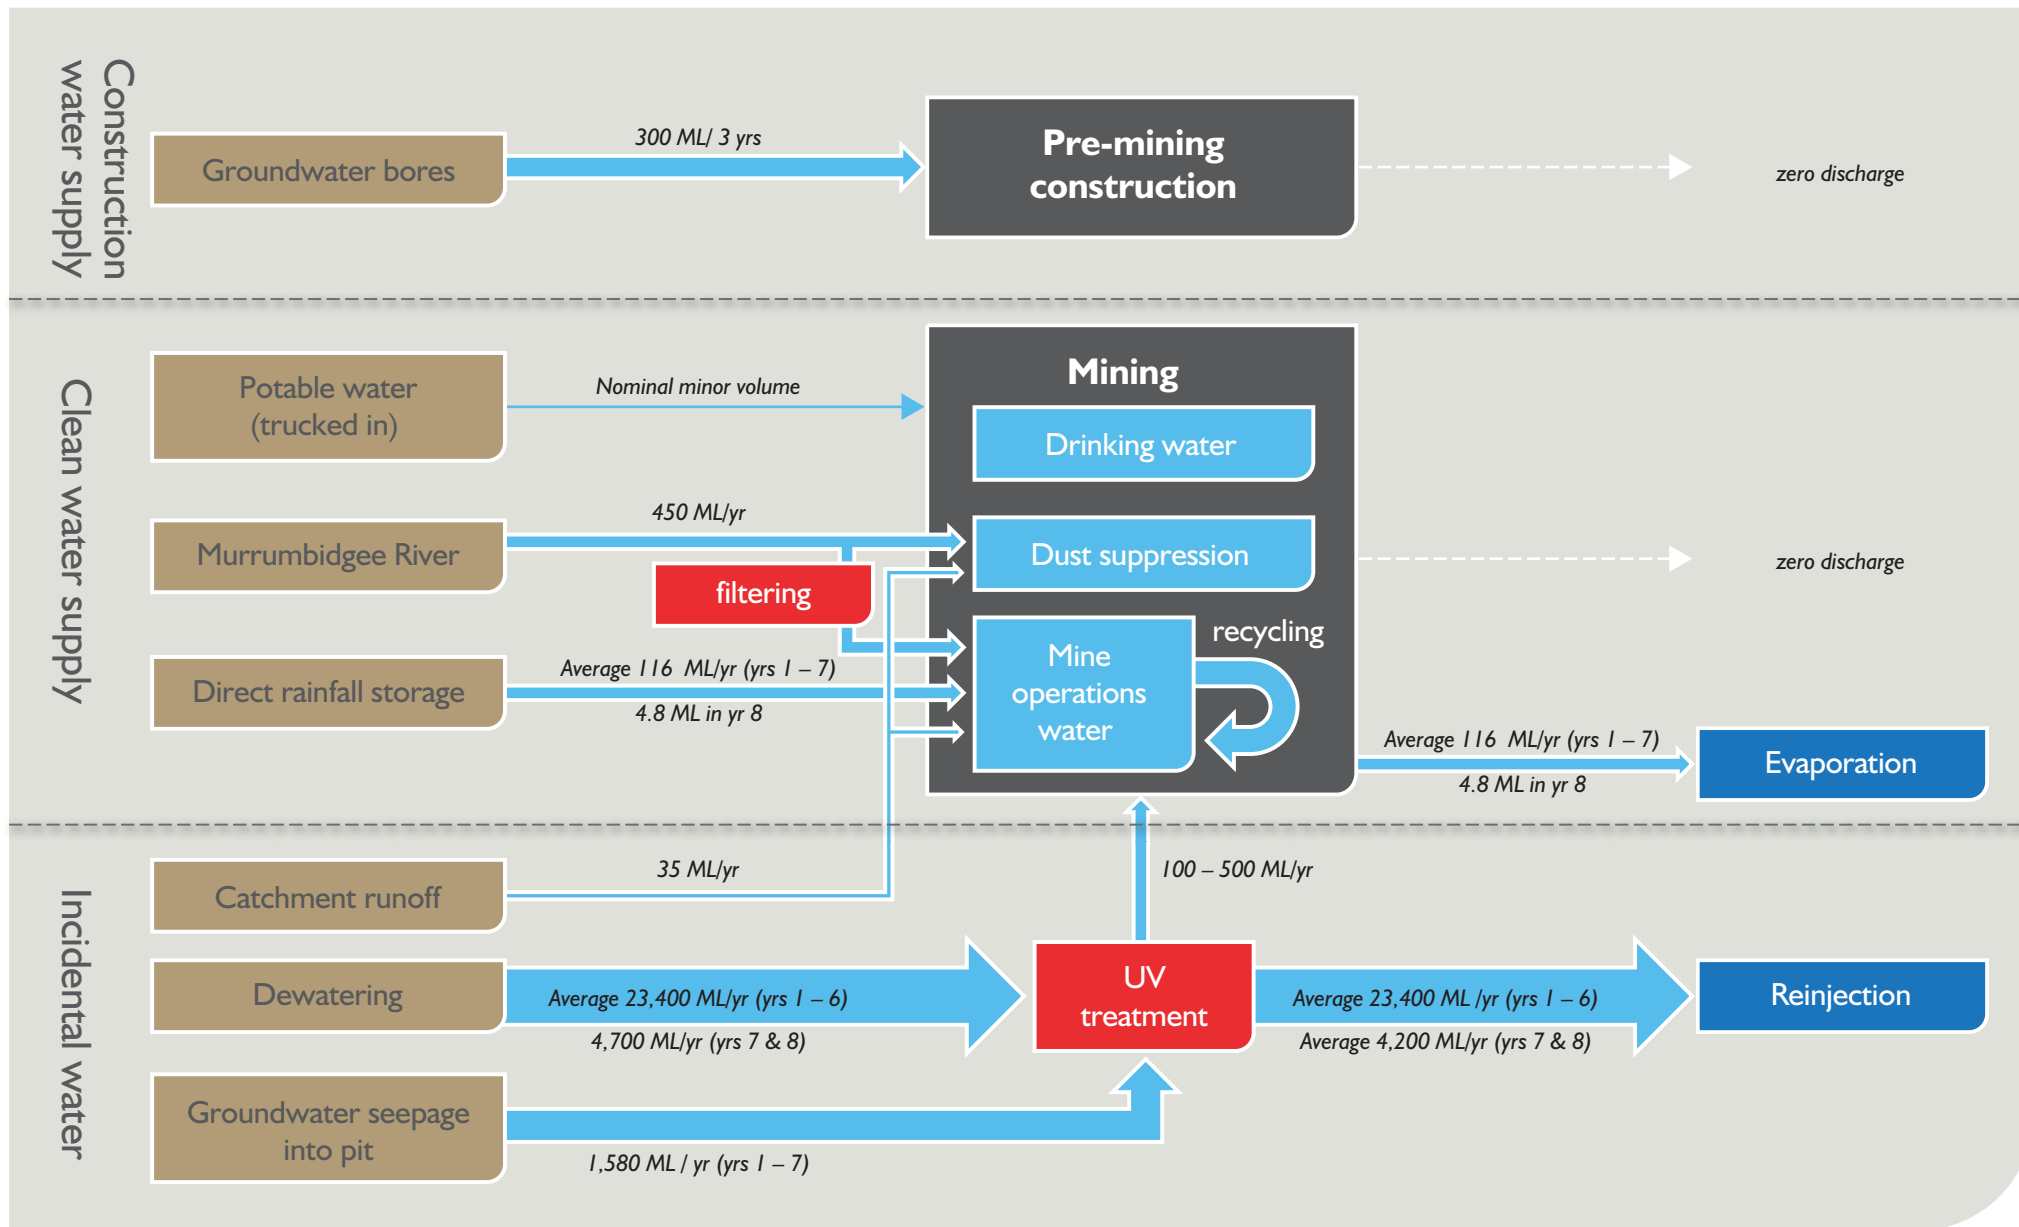 Construction
water supply
Groundwater bores
300 ML/ 3 yrs
Pre-mining
construction
zero discharge
Clean water supply
Potable water
(trucked in)
Nominal minor volume
Mining
Drinking water
Murrumbidgee River
450 ML/yr
Dust suppression
zero discharge
filtering
recycling
Direct rainfall storage
Average 116 ML/yr (yrs 1 – 7)
4.8 ML in yr 8
Mine
operations
water
Average 116 ML/yr (yrs 1 – 7)
4.8 ML in yr 8
Evaporation
Incidental water
Catchment runoff
35 ML/yr
100 – 500 ML/yr
Dewatering
Average 23,400 ML/yr (yrs 1 – 6)
4,700 ML/yr (yrs 7 & 8)
UV
treatment
Average 23,400 ML /yr (yrs 1 – 6)
Average 4,200 ML/yr (yrs 7 & 8)
Reinjection
Groundwater seepage
into pit
1,580 ML / yr (yrs 1 – 7)